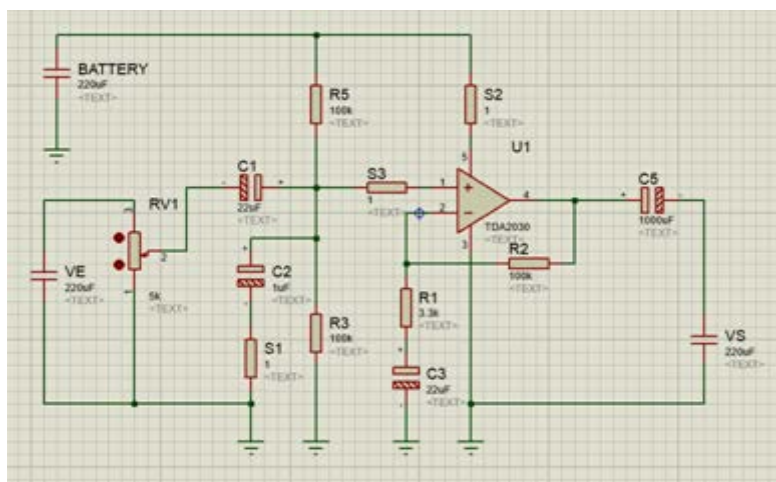 BATTERY
220uF
<TEXT>
R5
100k
<TEXT>
S2
1
<TEXT>
U1
C1
- +
22uF
<TEXT>
S3
1
<TEXT>
1
2
5
4
3
+
-
TDA2030
C5
+ -
1000uF
<TEXT>
RV1
3
2
1
5k
<TEXT>
VE
220uF
<TEXT>
+
C2
1uF
<TEXT>
-
R2
100k
<TEXT>
R1
3.3k
<TEXT>
R3
100k
<TEXT>
S1
1
<TEXT>
+
C3
22uF
<TEXT>
-
VS
220uF
<TEXT>